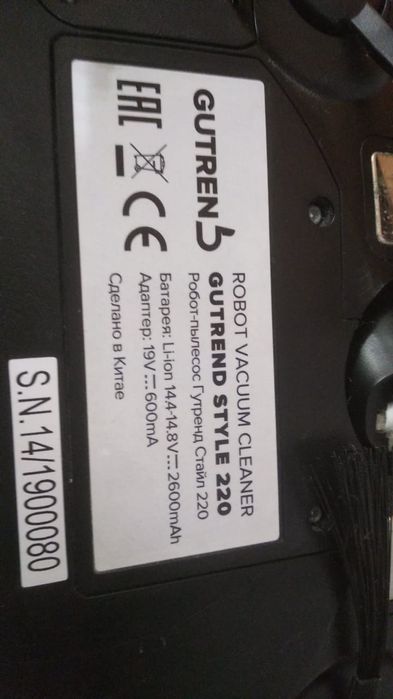 GUTREND
EAC
CE
ROBOT VACUUM CLEANER
GUTREND STYLE 220
Робот-пылесос Гутренд Стайл 220
Батарея: Li-ion 14.4-14.8V⎓2600mAh
Адаптер: 19V⎓600mA
Сделано в Китае
S.N.14/1900080